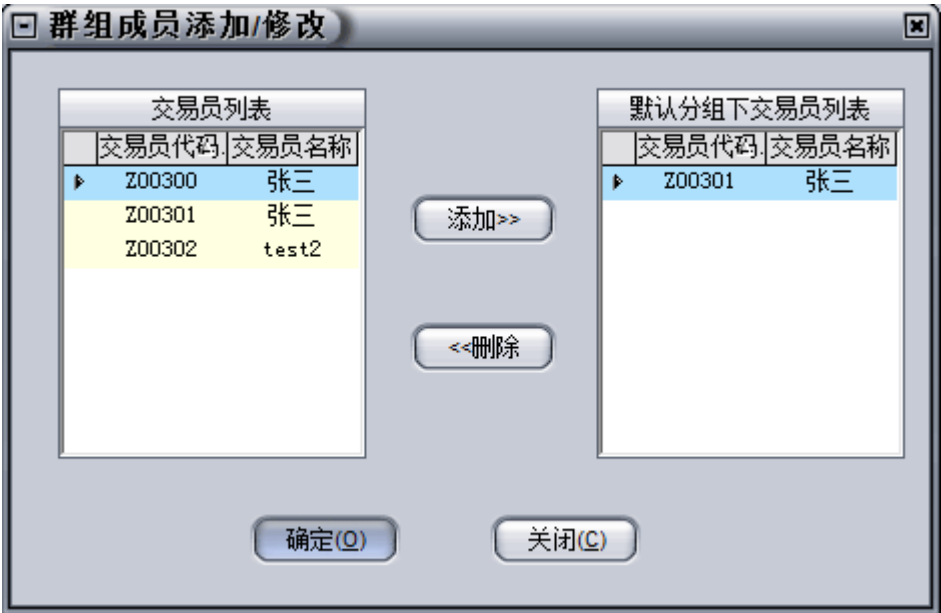 群组成员添加/修改
交易员列表
交易员代码. 交易员名称
Z00300 张三
Z00301 张三
Z00302 test2
添加>>
<<删除
默认分组下交易员列表
交易员代码. 交易员名称
Z00301 张三
确定(O)
关闭(C)